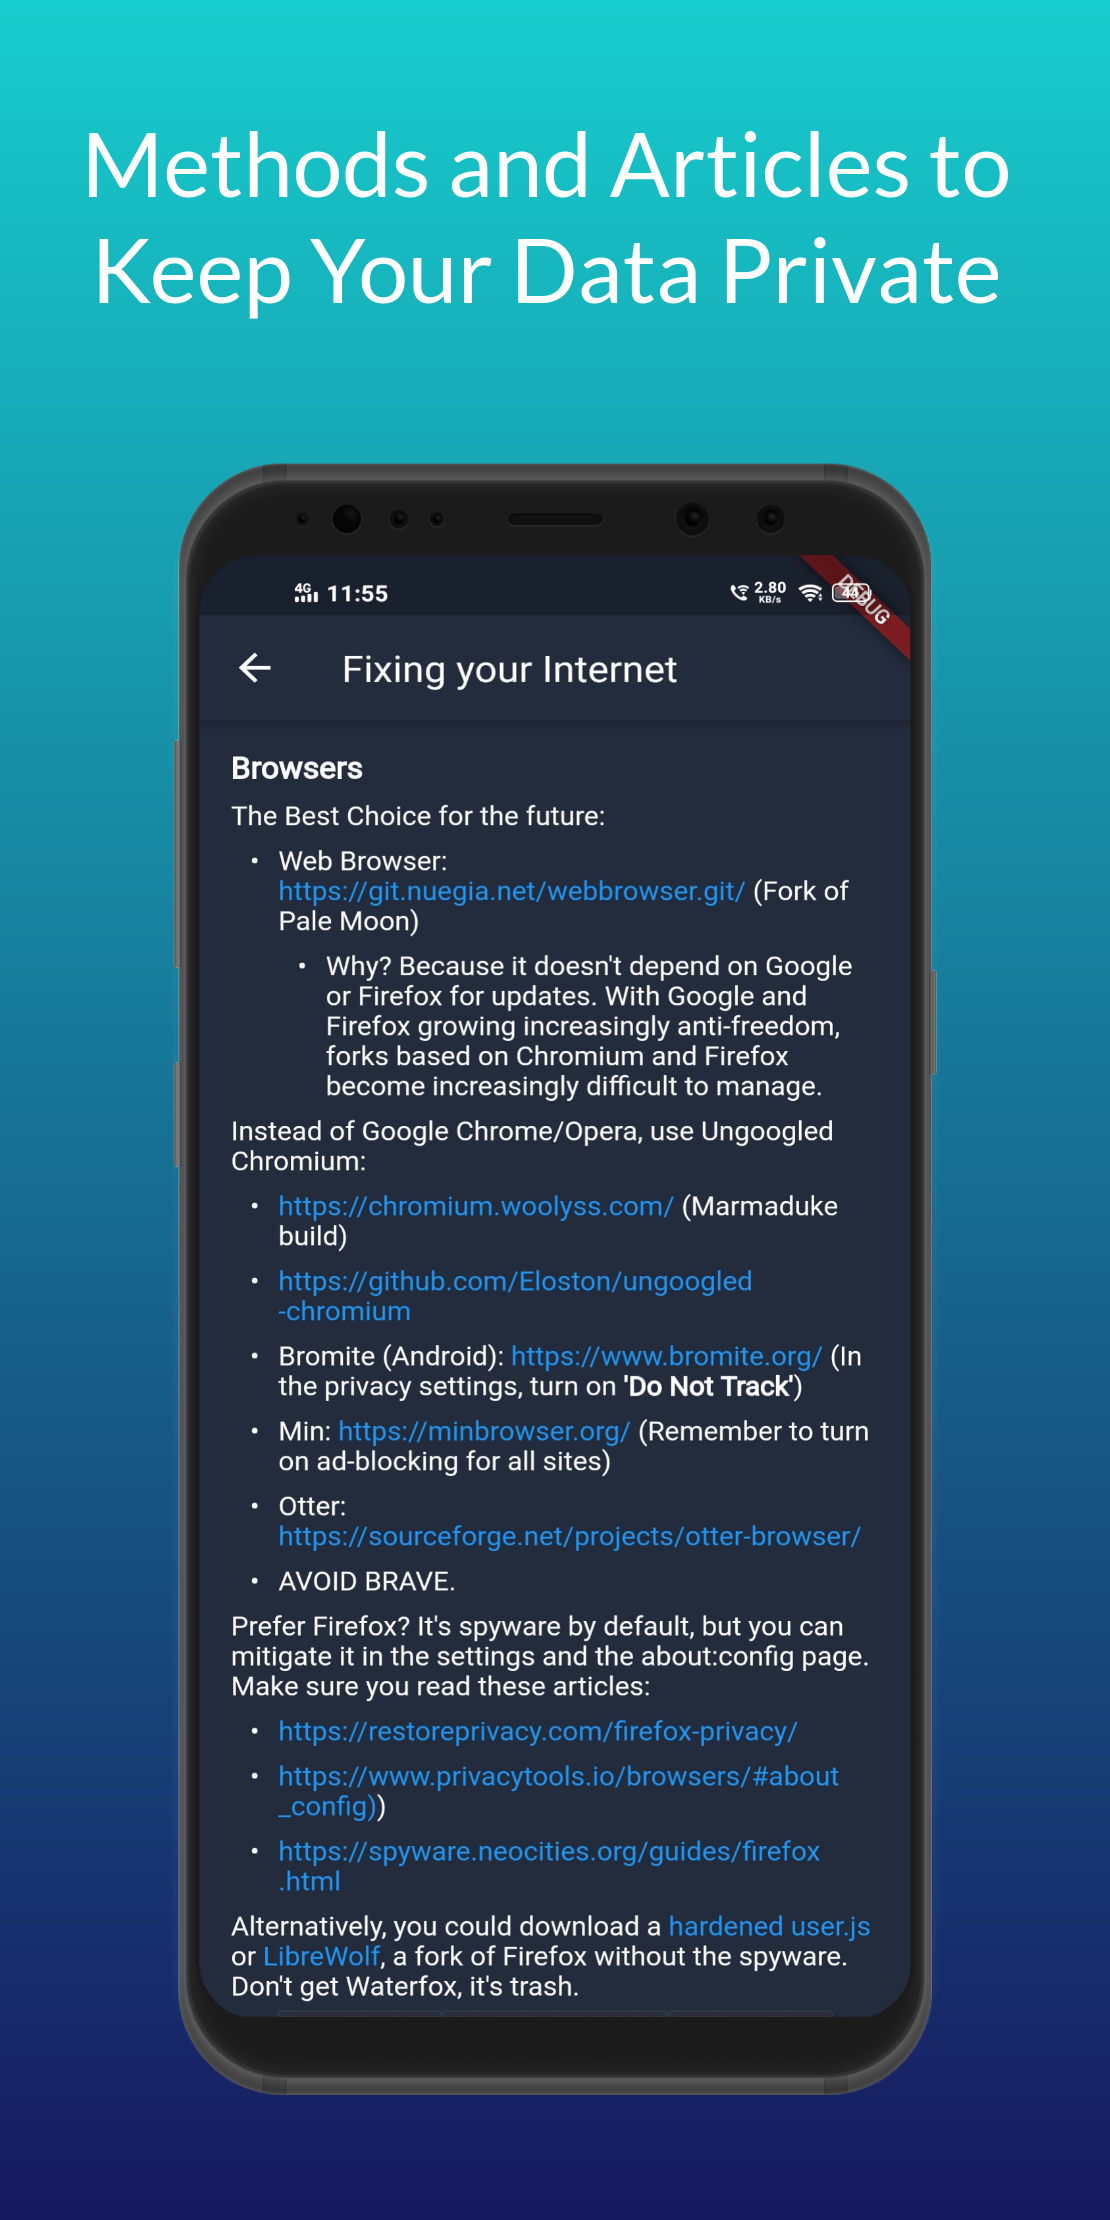 Methods and Articles to
Keep Your Data Private
4G 11:55
2.80
KB/s
44
DEBUG
Fixing your Internet
Browsers
The Best Choice for the future:
• Web Browser:
https://git.nuegia.net/webbrowser.git/ (Fork of
Pale Moon)
• Why? Because it doesn't depend on Google
or Firefox for updates. With Google and
Firefox growing increasingly anti-freedom,
forks based on Chromium and Firefox
become increasingly difficult to manage.
Instead of Google Chrome/Opera, use Ungoogled
Chromium:
• https://chromium.woolyss.com/ (Marmaduke
build)
• https://github.com/Eloston/ungoogled
-chromium
• Bromite (Android): https://www.bromite.org/ (In
the privacy settings, turn on 'Do Not Track')
• Min: https://minbrowser.org/ (Remember to turn
on ad-blocking for all sites)
• Otter:
https://sourceforge.net/projects/otter-browser/
• AVOID BRAVE.
Prefer Firefox? It's spyware by default, but you can
mitigate it in the settings and the about:config page.
Make sure you read these articles:
• https://restoreprivacy.com/firefox-privacy/
• https://www.privacytools.io/browsers/#about
_config))
• https://spyware.neocities.org/guides/firefox
.html
Alternatively, you could download a hardened user.js
or LibreWolf, a fork of Firefox without the spyware.
Don't get Waterfox, it's trash.